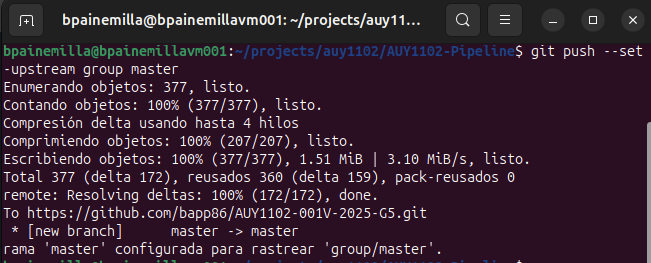 bpainemilla@bpainemillavm001: ~/projects/auy11...
bpainemilla@bpainemillavm001:~/projects/auy1102/AUY1102-Pipeline$ git push --set
-upstream group master
Enumerando objetos: 377, listo.
Contando objetos: 100% (377/377), listo.
Compresión delta usando hasta 4 hilos
Comprimiendo objetos: 100% (207/207), listo.
Escribiendo objetos: 100% (377/377), 1.51 MiB | 3.10 MiB/s, listo.
Total 377 (delta 172), reusados 360 (delta 159), pack-reusados 0
remote: Resolving deltas: 100% (172/172), done.
To https://github.com/bapp86/AUY1102-001V-2025-G5.git
 * [new branch]      master -> master
rama 'master' configurada para rastrear 'group/master'.